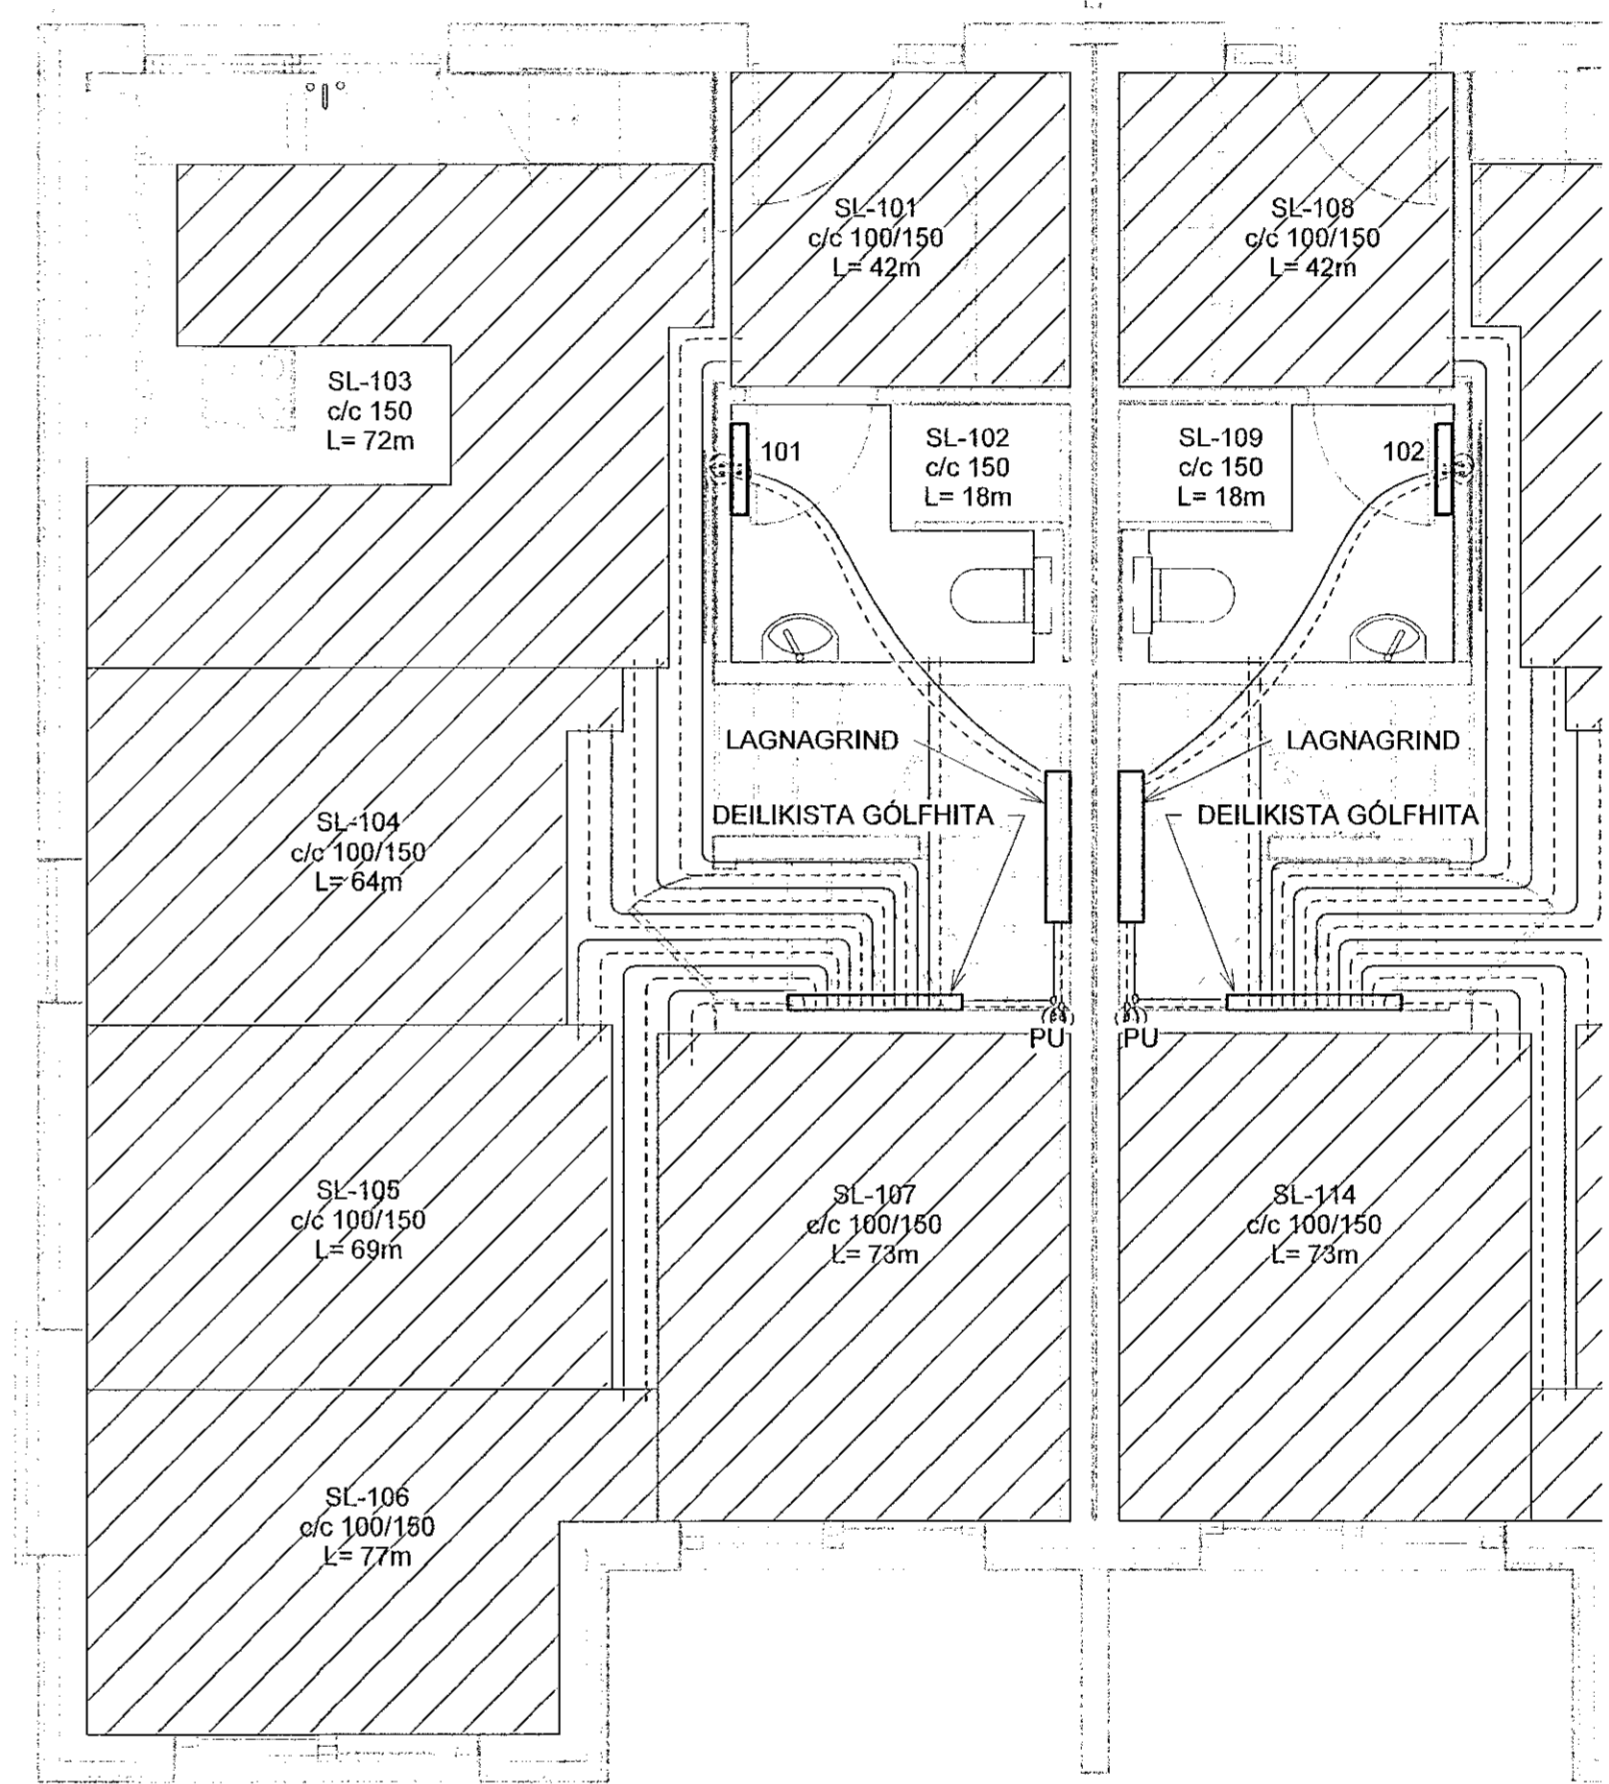 SL-101
c/c 100/150
L= 42m
SL-108
c/c 100/150
L= 42m
SL-103
c/c 150
L= 72m
101
SL-102
c/c 150
L= 18m
SL-109
c/c 150
L= 18m
102
LAGNAGRIND
LAGNAGRIND
DEILIKISTA GÓLFHITA
DEILIKISTA GÓLFHITA
SL-104
c/c 100/150
L= 64m
PU
PU
SL-105
c/c 100/150
L= 69m
SL-107
c/c 100/150
L= 73m
SL-114
c/c 100/150
L= 73m
SL-106
c/c 100/150
L= 77m